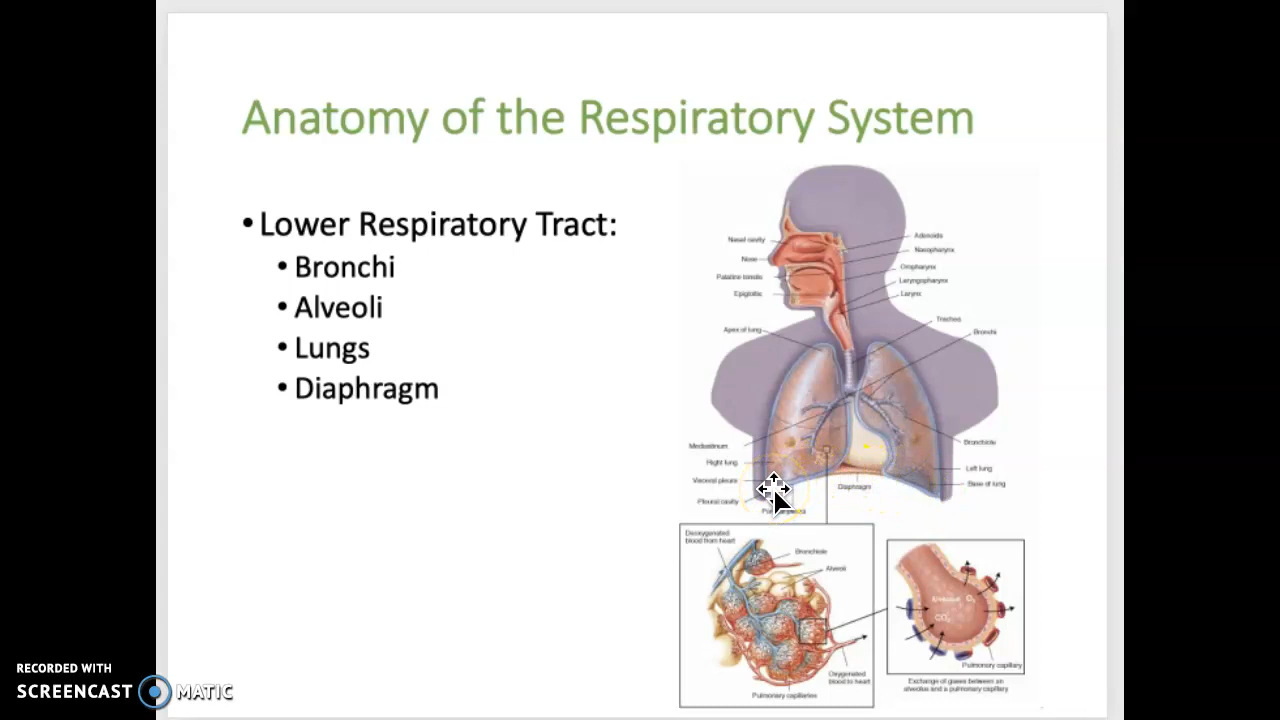 Anatomy of the Respiratory System
•Lower Respiratory Tract:
• Bronchi
• Alveoli
• Lungs
• Diaphragm
Nasal cavity
Nose
Palatine tonsils
Epiglottis
Apex of lung
Adenoids
Nasopharynx
Oropharynx
Laryngopharynx
Larynx
Trachea
Bronchi
Mediastinum
Right lung
Visceral pleura
Pleural cavity
Diaphragm
Bronchiole
Left lung
Base of lung
Deoxygenated
blood from heart
Bronchiole
Alveoli
Oxygenated
blood to heart
Pulmonary capillaries
O₂
CO₂
Pulmonary capillary
Exchange of gases between an
alveolus and a pulmonary capillary
RECORDED WITH
SCREENCAST MATIC